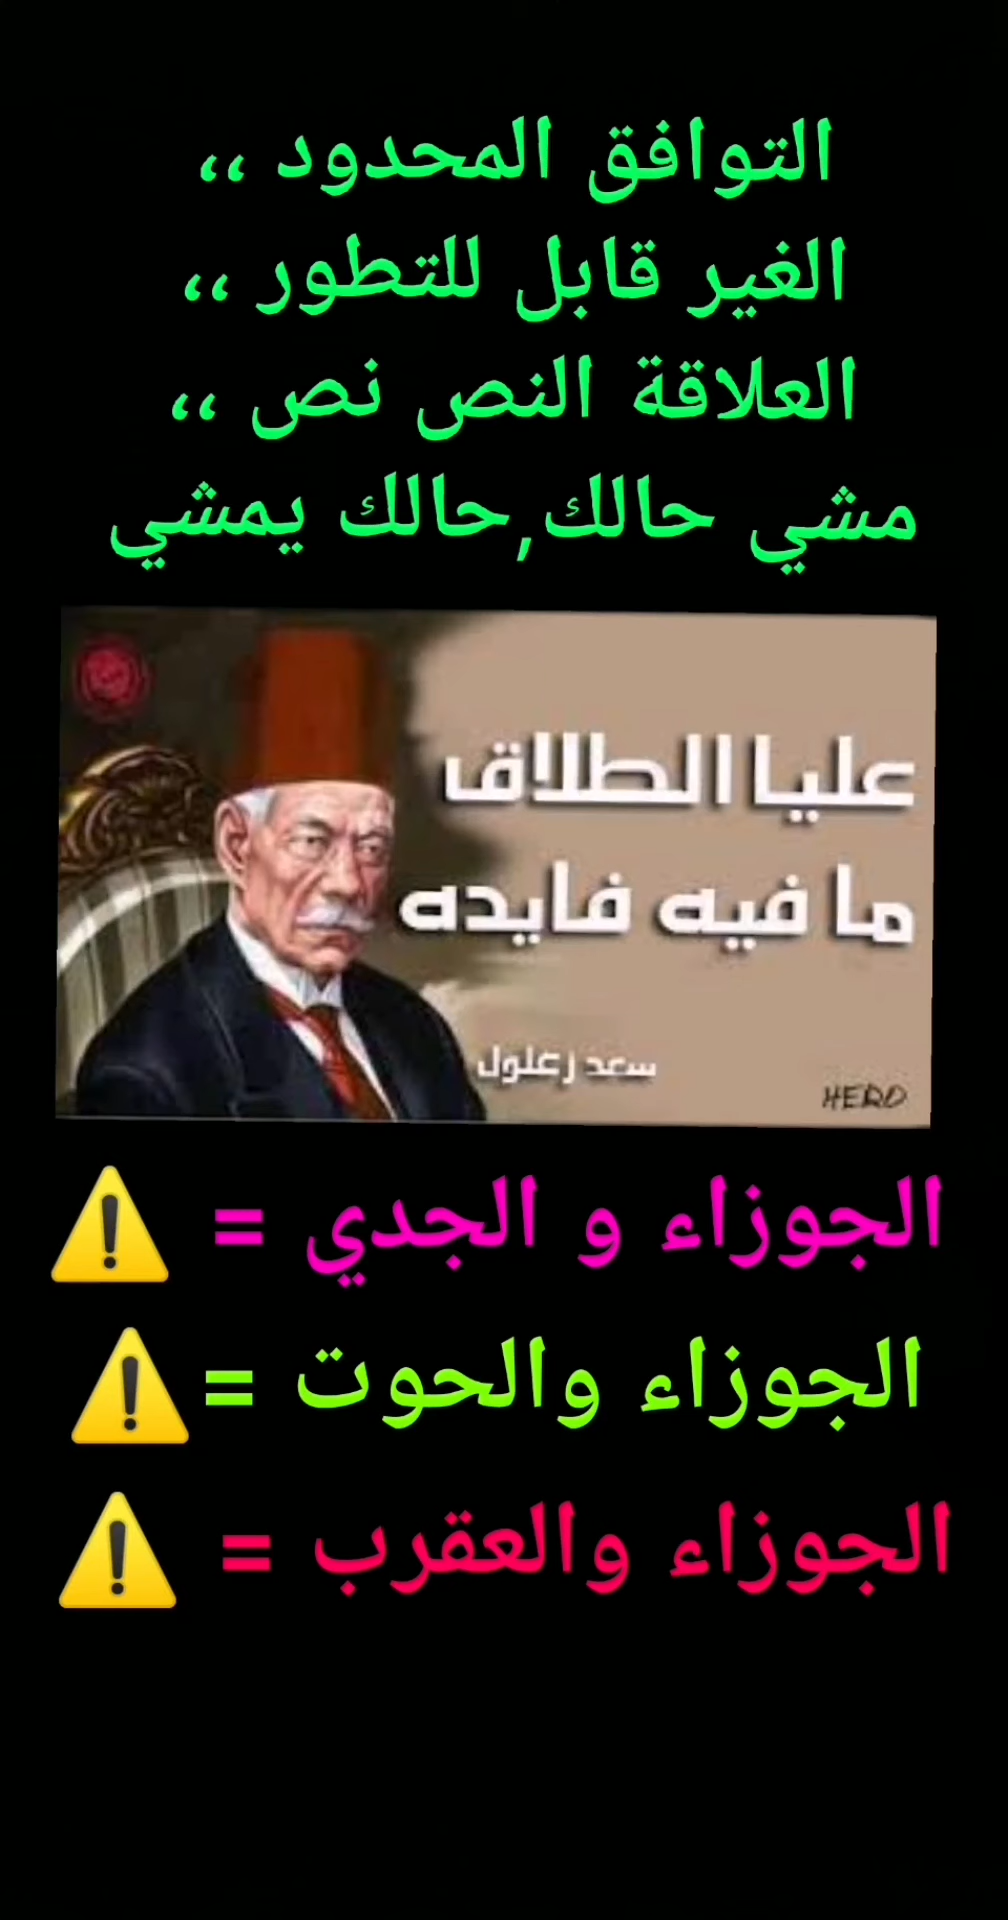 التوافق المحدود ،،
الغير قابل للتطور ،،
العلاقة النص نص ،،
مشي حالك,حالك يمشي
عليا الطلاق
ما فيه فايده
سعد زغلول
HERO
الجوزاء و الجدي =
الجوزاء والحوت =
الجوزاء والعقرب =